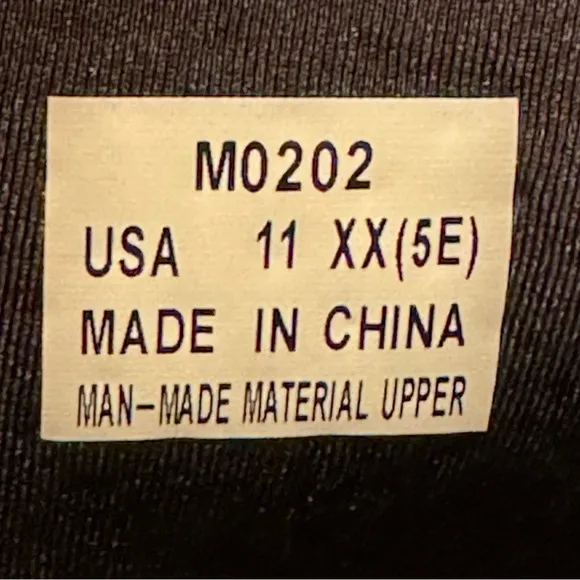 M0202
USA 11 XX(5E)
MADE IN CHINA
MAN-MADE MATERIAL UPPER